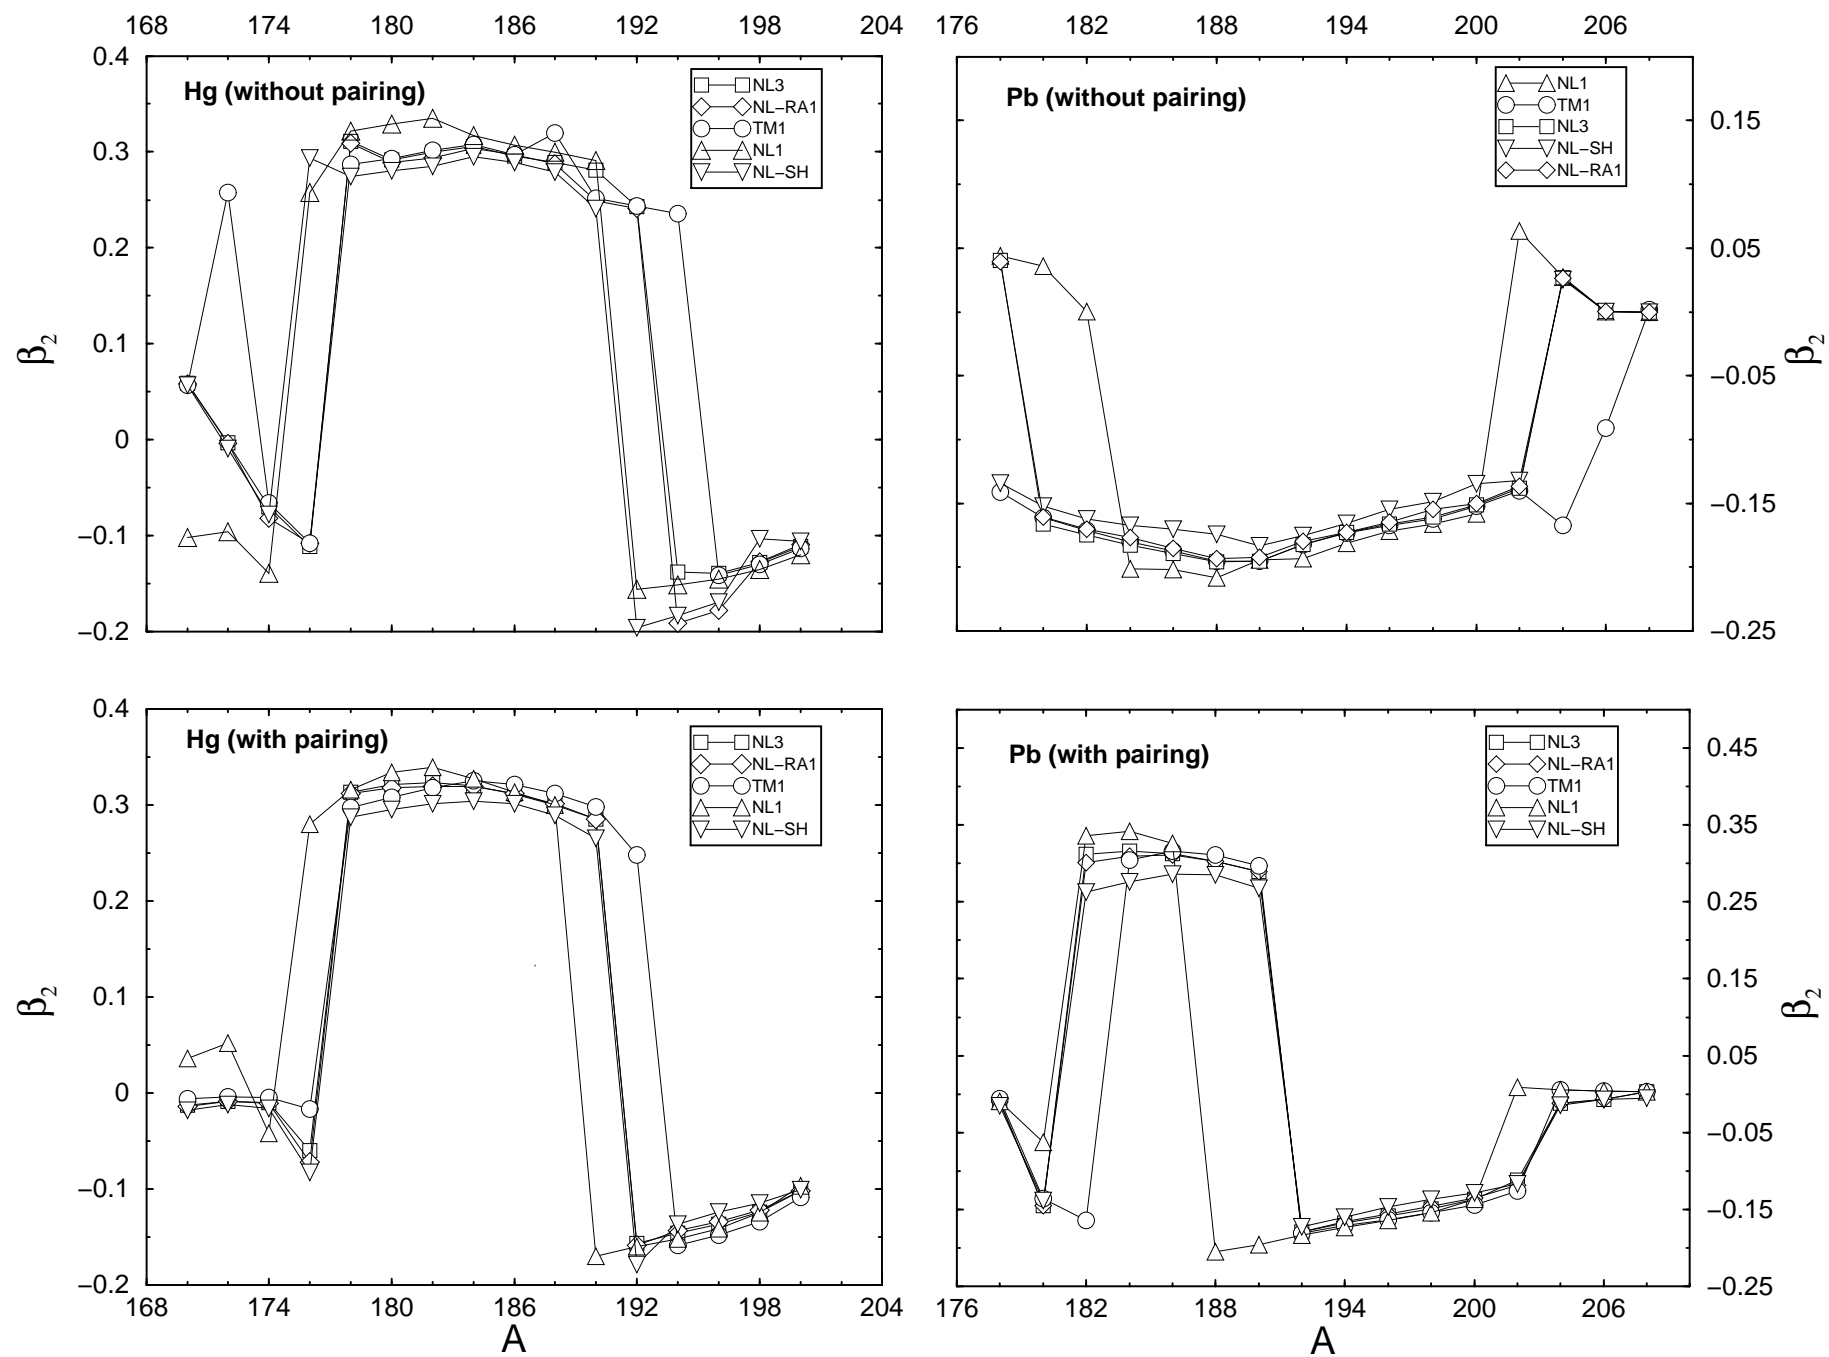 168 174 180 186 192 198 204
176 182 188 194 200 206
0.4
0.3
0.2
0.1
0
−0.1
−0.2
β2
Hg (without pairing)
NL3
NL−RA1
TM1
NL1
NL−SH
Pb (without pairing)
NL1
TM1
NL3
NL−SH
NL−RA1
0.15
0.05
−0.05
−0.15
−0.25
β2
0.4
0.3
0.2
0.1
0
−0.1
−0.2
β2
Hg (with pairing)
NL3
NL−RA1
TM1
NL1
NL−SH
168 174 180 186 192 198 204
A
Pb (with pairing)
NL3
NL−RA1
TM1
NL1
NL−SH
0.45
0.35
0.25
0.15
0.05
−0.05
−0.15
−0.25
β2
176 182 188 194 200 206
A